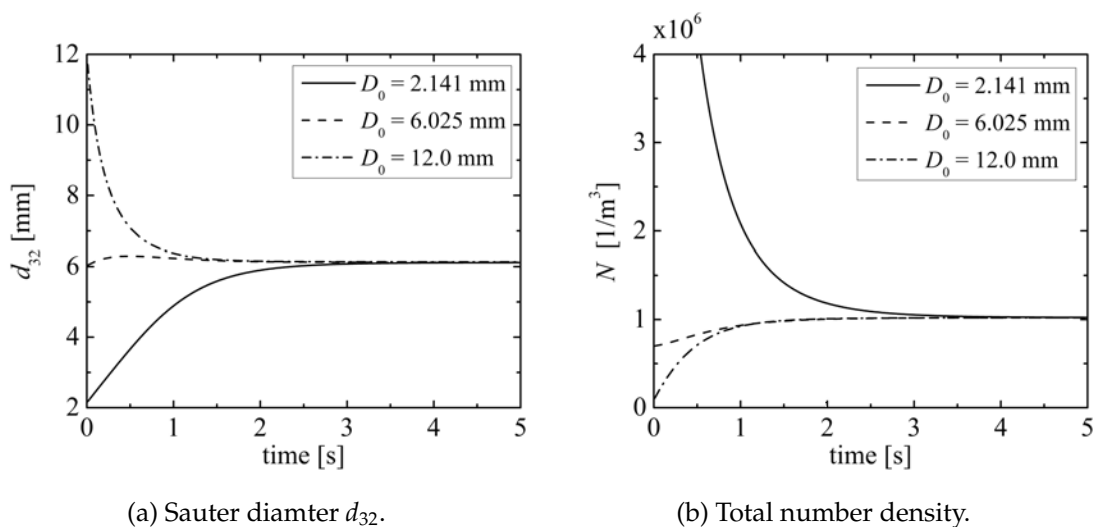 12
10
8
6
4
2
d₃₂ [mm]
0 1 2 3 4 5
time [s]
D₀ = 2.141 mm
D₀ = 6.025 mm
D₀ = 12.0 mm
(a) Sauter diamter d₃₂.
x10⁶
4
3
2
1
0
N [1/m³]
0 1 2 3 4 5
time [s]
D₀ = 2.141 mm
D₀ = 6.025 mm
D₀ = 12.0 mm
(b) Total number density.